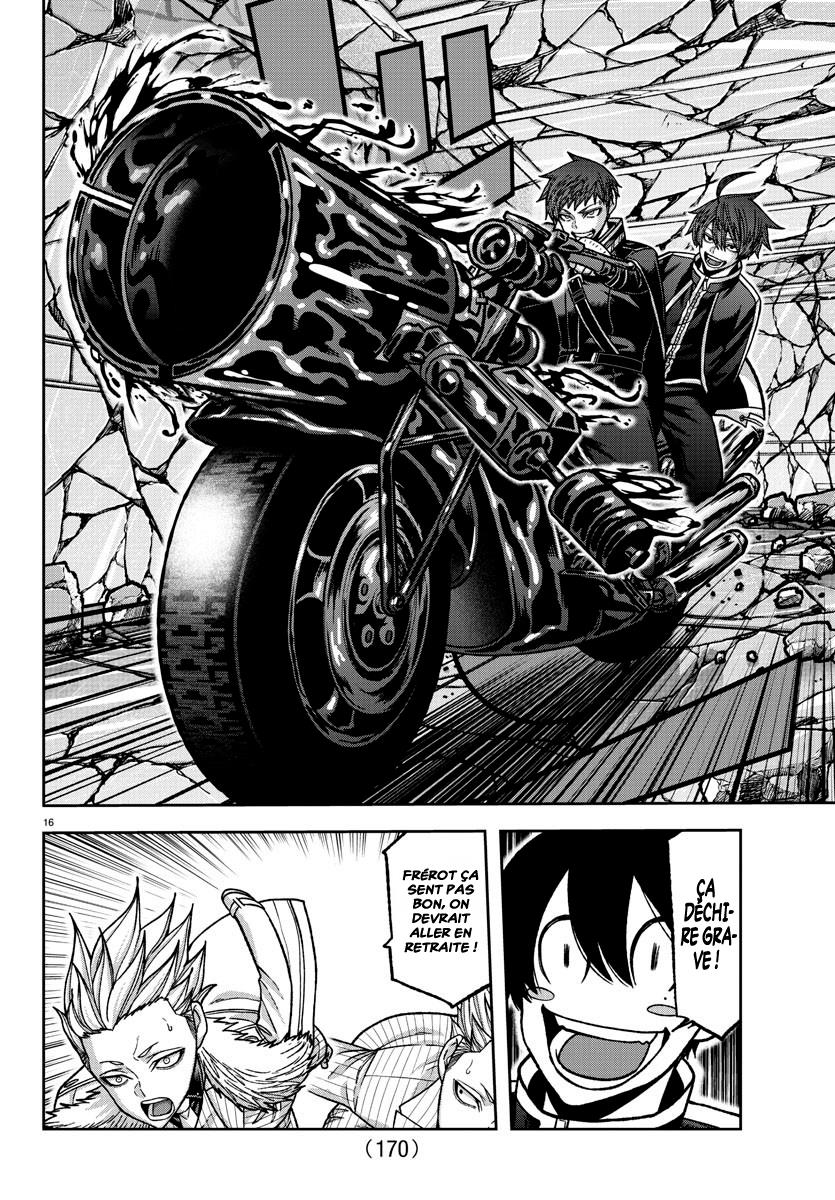 16
ÇA
DÉCHI-
RE GRA-
VE !
FRÉROT ÇA
SENT PAS
BON, ON
DEVRAIT
ALLER EN
RETRAITE !
(170)